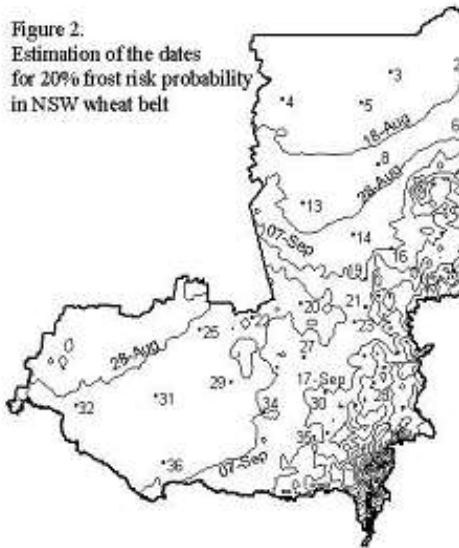 Figure 2.
Estimation of the dates
for 20% frost risk probability
in NSW wheat belt
3
4
5
18-Aug
6
8
28-Aug
13
07-Sep
14
16
19
20
21
22
23
28-Aug
25
27
29
17-Sep
28
34
30
31
32
35
36
07-Sep